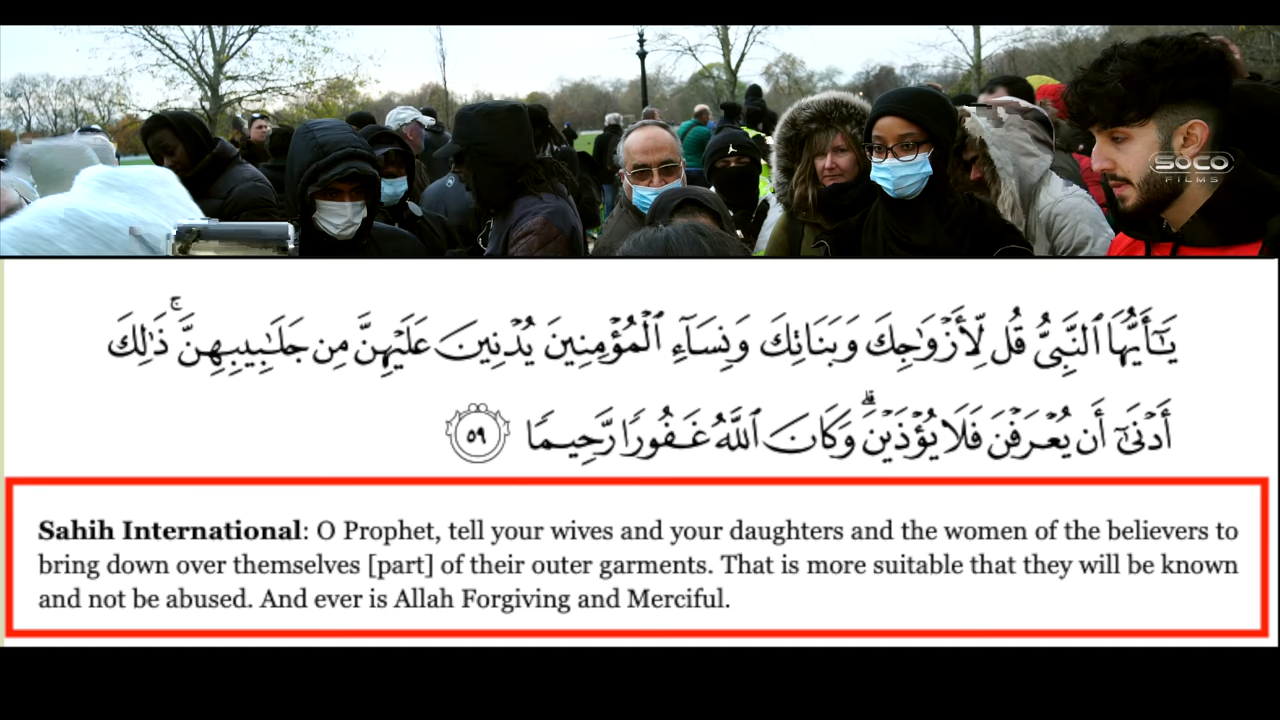 SOCO
FILMS
يَٰٓأَيُّهَا ٱلنَّبِىُّ قُل لِّأَزْوَٰجِكَ وَبَنَاتِكَ وَنِسَآءِ ٱلْمُؤْمِنِينَ يُدْنِينَ عَلَيْهِنَّ مِن جَلَٰبِيبِهِنَّ ۚ ذَٰلِكَ
أَدْنَىٰٓ أَن يُعْرَفْنَ فَلَا يُؤْذَيْنَ ۗ وَكَانَ ٱللَّهُ غَفُورًا رَّحِيمًا ٥٩
Sahih International: O Prophet, tell your wives and your daughters and the women of the believers to
bring down over themselves [part] of their outer garments. That is more suitable that they will be known
and not be abused. And ever is Allah Forgiving and Merciful.